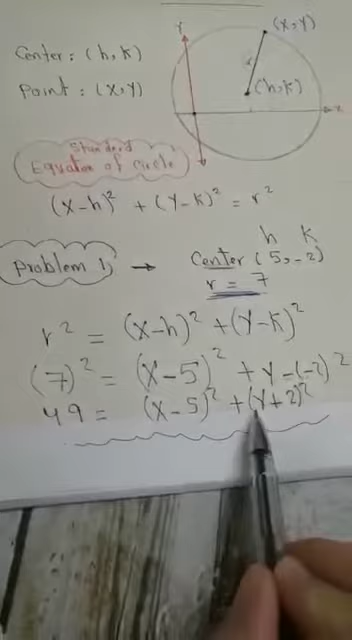 Y
(x,y)
Center: (h,k)
r
(h,k)
Point: (x,y)
x
Standard
Equation of circle
(x-h)² + (y-k)² = r²
h k
Problem 1, → Center (5,-2)
r = 7
r² = (x-h)² + (y-k)²
(7)² = (x-5)² + y-(-2)²
49 = (x-5)² + (y+2)²